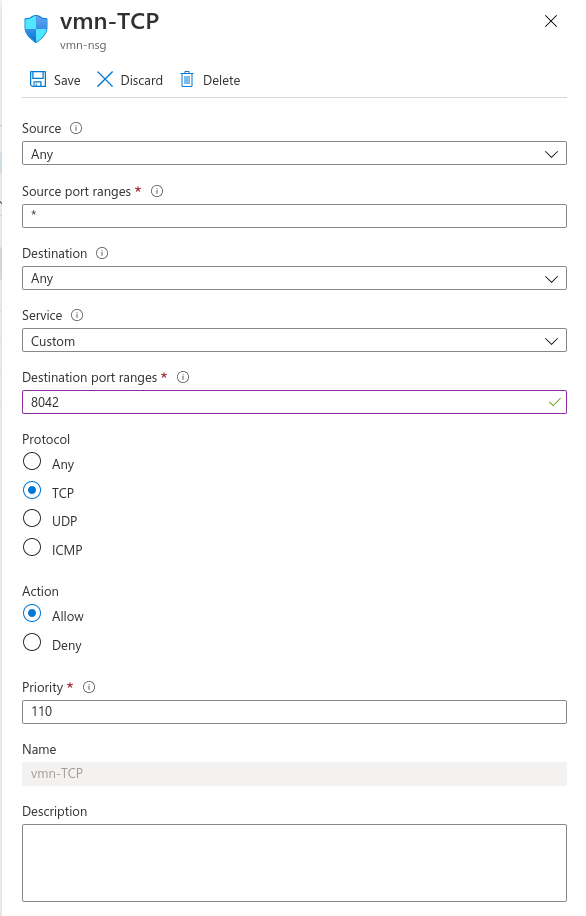 vmn-TCP
vmn-nsg
Save Discard Delete
Source
Any
Source port ranges *
*
Destination
Any
Service
Custom
Destination port ranges *
8042
Protocol
Any
TCP
UDP
ICMP
Action
Allow
Deny
Priority *
110
Name
vmn-TCP
Description